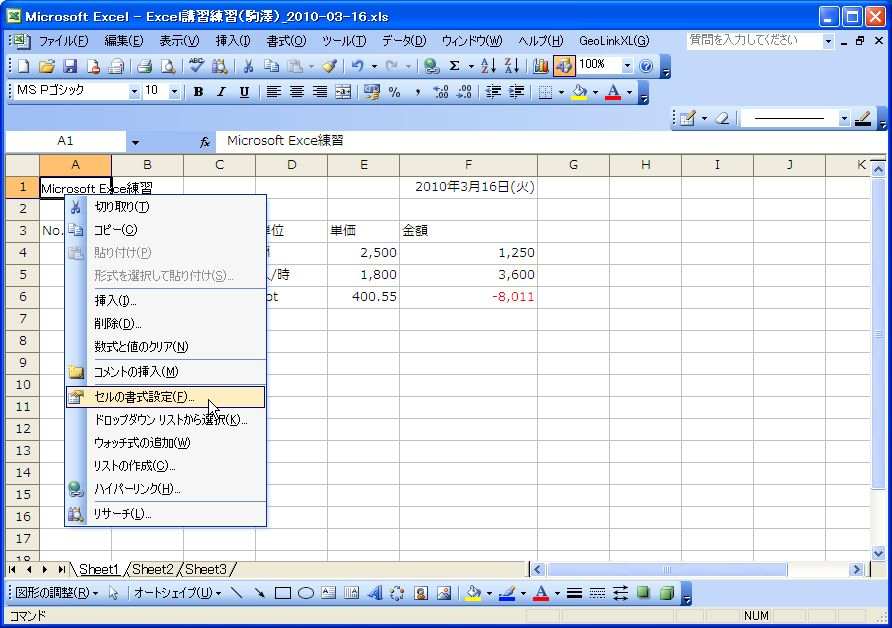 Microsoft Excel - Excel講習練習(駒澤)_2010-03-16.xls
ファイル(F) 編集(E) 表示(V) 挿入(I) 書式(O) ツール(T) データ(D) ウィンドウ(W) ヘルプ(H) GeoLinkXL(G) 質問を入力してください
100%
MS Pゴシック 10 B I U
A1 fx Microsoft Exce練習
A B C D E F G H I J K
1 Microsoft Exce練習 2010年3月16日(火)
2
3 No. 単位 単価 金額
4 2,500 1,250
5 /時 1,800 3,600
6 ot 400.55 -8,011
7
8
9
10
11
12
13
14
15
16
17
18
切り取り(T)
コピー(C)
貼り付け(P)
形式を選択して貼り付け(S)...
挿入(I)...
削除(D)...
数式と値のクリア(N)
コメントの挿入(M)
セルの書式設定(F)...
ドロップダウン リストから選択(K)...
ウォッチ式の追加(W)
リストの作成(C)...
ハイパーリンク(H)...
リサーチ(L)...
Sheet1 Sheet2 Sheet3
図形の調整(R) オートシェイプ(U)
コマンド NUM